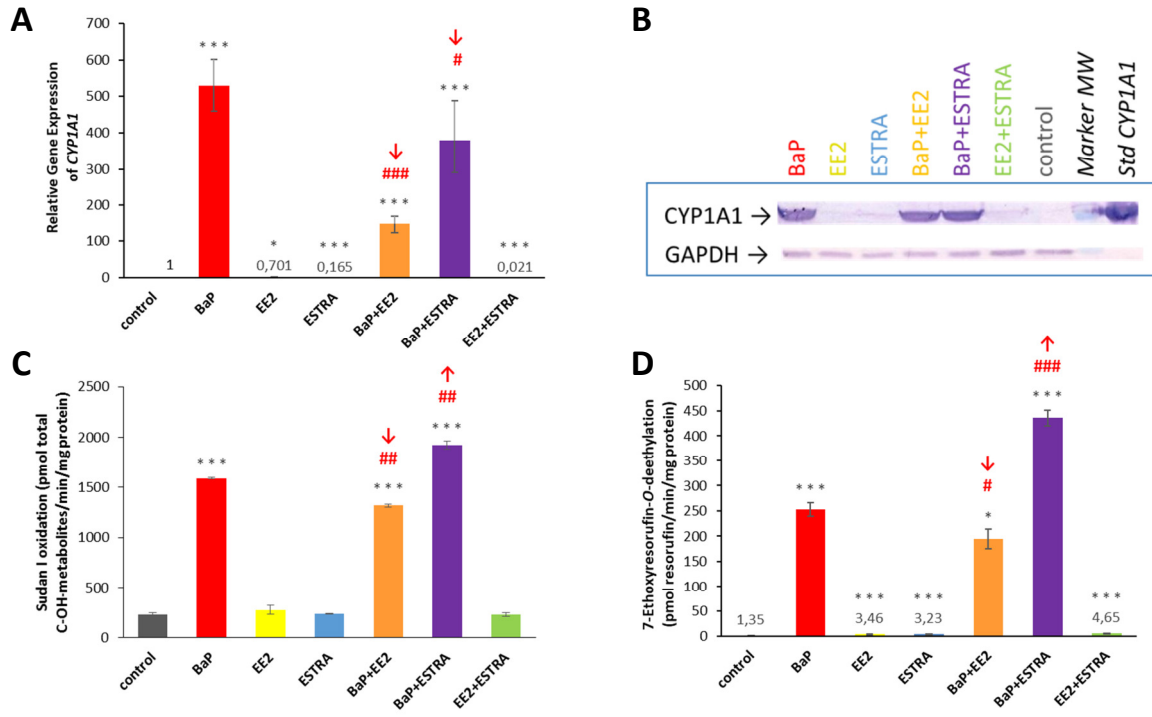 A
Relative Gene Expression
of CYP1A1
700
600
500
400
300
200
100
0
1
***
*
0,701
***
0,165
↓
###
***
↓
#
***
***
0,021
control
BaP
EE2
ESTRA
BaP+EE2
BaP+ESTRA
EE2+ESTRA
B
BaP
EE2
ESTRA
BaP+EE2
BaP+ESTRA
EE2+ESTRA
control
Marker MW
Std CYP1A1
CYP1A1 →
GAPDH →
C
Sudan I oxidation (pmol total
C-OH-metabolites/min/mg protein)
2500
2000
1500
1000
500
0
***
↓
##
***
↑
##
***
control
BaP
EE2
ESTRA
BaP+EE2
BaP+ESTRA
EE2+ESTRA
D
7-Ethoxyresorufin-O-deethylation
(pmol resorufin/min/mg protein)
500
450
400
350
300
250
200
150
100
50
0
1,35
***
***
3,46
***
3,23
↓
#
*
↑
###
***
***
4,65
control
BaP
EE2
ESTRA
BaP+EE2
BaP+ESTRA
EE2+ESTRA